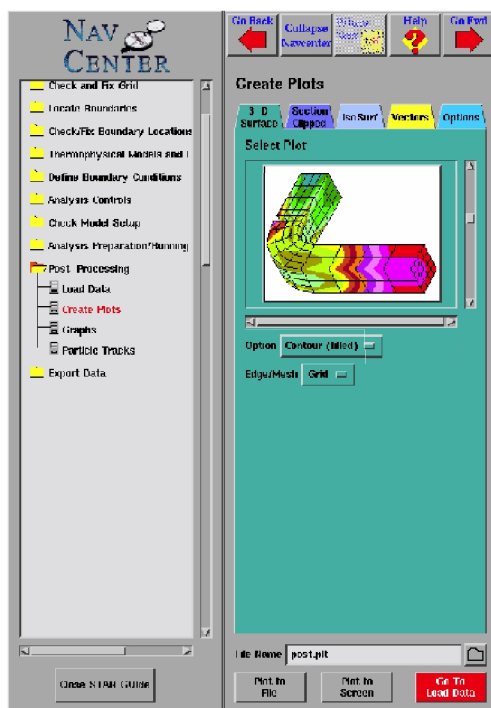 NAV
CENTER
Check and Fix Grid
Locate Boundaries
Check/Fix Boundary Locations
Thermophysical Models and
Define Boundary Conditions
Analysis Controls
Check Model Setup
Analysis Preparation/Running
Post-Processing
Load Data
Create Plots
Graphs
Particle Tracks
Export Data
Close STAR GUIde
Go Back
Collapse
Navcenter
Help
Go Fwd
Create Plots
3-D
Surface
Section
Clipped
IsoSurf
Vectors
Options
Select Plot
Option Contour (filled)
Edge/Mesh Grid
File Name post.plt
Plot to
File
Plot to
Screen
Go To
Load Data